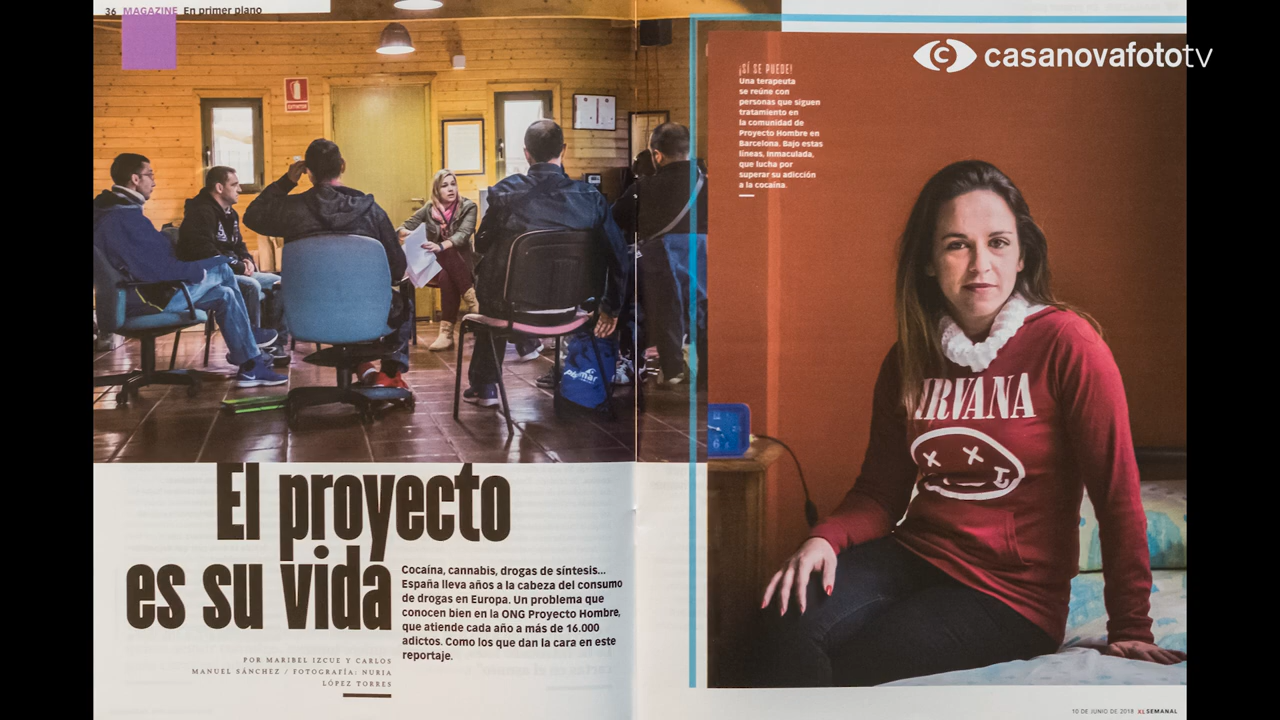 36 MAGAZINE En primer plano
casanovafototv
¡SÍ SE PUEDE!
Una terapeuta
se reúne con
personas que siguen
tratamiento en
la comunidad de
Proyecto Hombre en
Barcelona. Bajo estas
líneas, Inmaculada,
que lucha por
superar su adicción
a la cocaína.
NIRVANA
El proyecto
es su vida
Cocaína, cannabis, drogas de síntesis...
España lleva años a la cabeza del consumo
de drogas en Europa. Un problema que
conocen bien en la ONG Proyecto Hombre,
que atiende cada año a más de 16.000
adictos. Como los que dan la cara en este
reportaje.
POR MARIBEL IZCUE Y CARLOS
MANUEL SÁNCHEZ / FOTOGRAFÍA: NURIA
LÓPEZ TORRES
10 DE JUNIO DE 2018 XLSEMANAL